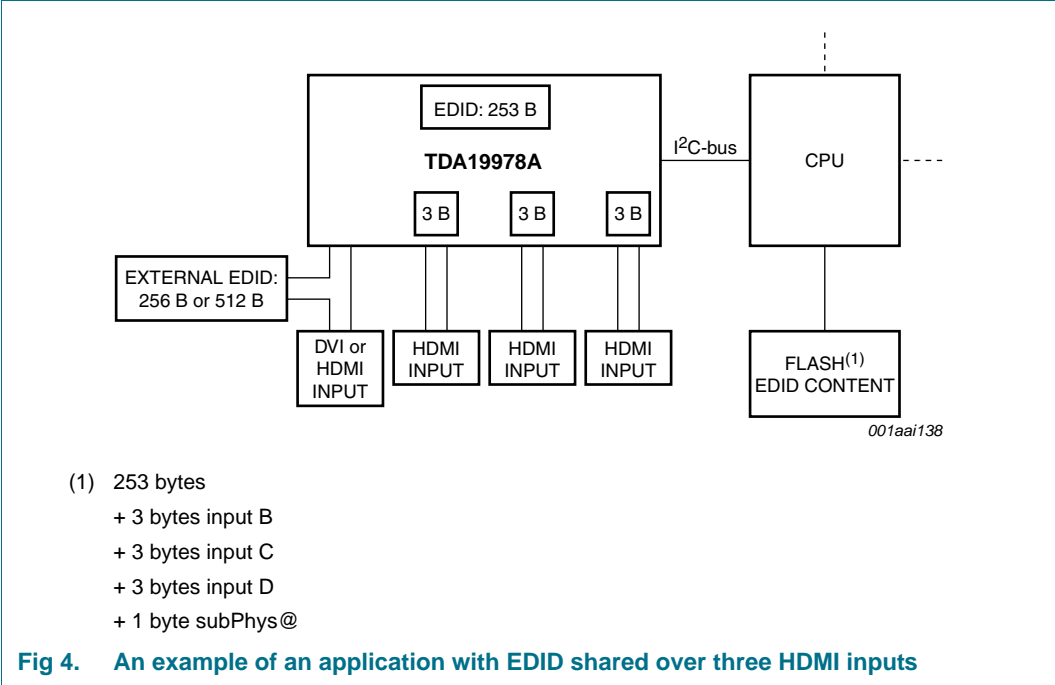 EDID: 253 B
TDA19978A
I2C-bus
CPU
3 B
3 B
3 B
EXTERNAL EDID:
256 B or 512 B
DVI or
HDMI
INPUT
HDMI
INPUT
HDMI
INPUT
HDMI
INPUT
FLASH(1)
EDID CONTENT
001aai138
(1) 253 bytes
+ 3 bytes input B
+ 3 bytes input C
+ 3 bytes input D
+ 1 byte subPhys@
Fig 4. An example of an application with EDID shared over three HDMI inputs